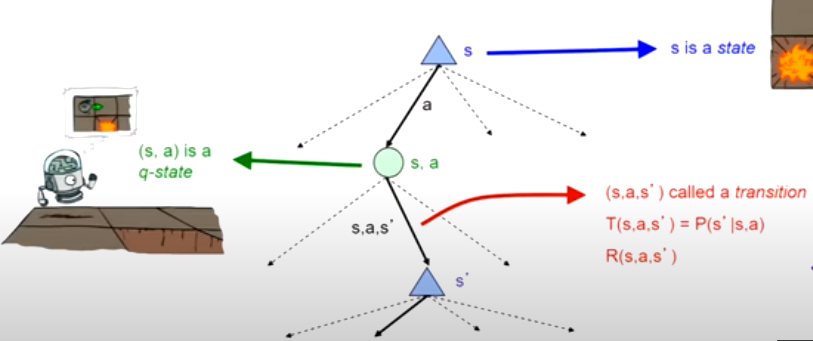 s
s is a state
a
(s, a) is a
q-state
s, a
(s,a,s') called a transition
T(s,a,s') = P(s'|s,a)
R(s,a,s')
s,a,s'
s'